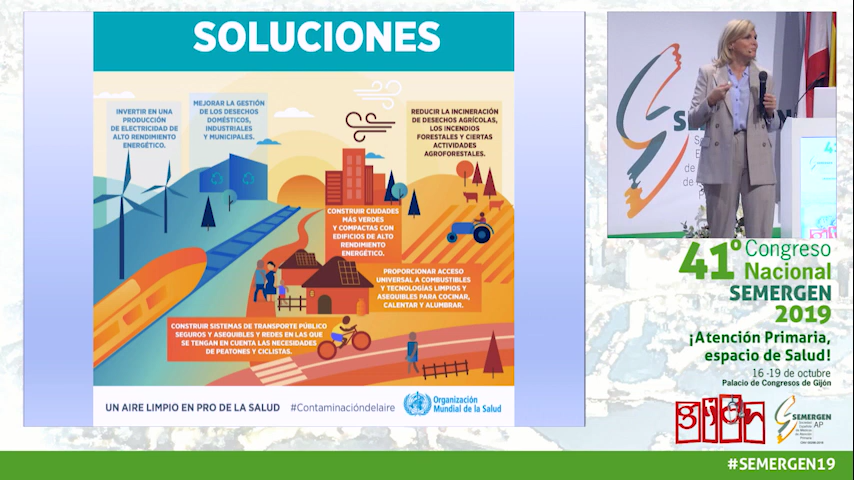 SOLUCIONES
INVERTIR EN UNA
PRODUCCIÓN
DE ELECTRICIDAD DE
ALTO RENDIMIENTO
ENERGÉTICO.
MEJORAR LA GESTIÓN
DE LOS DESECHOS
DOMÉSTICOS,
INDUSTRIALES
Y MUNICIPALES.
REDUCIR LA INCINERACIÓN
DE DESECHOS AGRÍCOLAS,
LOS INCENDIOS
FORESTALES Y CIERTAS
ACTIVIDADES
AGROFORESTALES.
CONSTRUIR CIUDADES
MÁS VERDES
Y COMPACTAS CON
EDIFICIOS DE ALTO
RENDIMIENTO
ENERGÉTICO.
PROPORCIONAR ACCESO
UNIVERSAL A COMBUSTIBLES
Y TECNOLOGÍAS LIMPIOS Y
ASEQUIBLES PARA COCINAR,
CALENTAR Y ALUMBRAR.
CONSTRUIR SISTEMAS DE TRANSPORTE PÚBLICO
SEGUROS Y ASEQUIBLES Y REDES EN LAS QUE
SE TENGAN EN CUENTA LAS NECESIDADES
DE PEATONES Y CICLISTAS.
UN AIRE LIMPIO EN PRO DE LA SALUD
#Contaminacióndelaire
Organización
Mundial de la Salud
41º Congreso
Nacional
SEMERGEN
2019
¡Atención Primaria,
espacio de Salud!
16 -19 de octubre
Palacio de Congresos de Gijón
gijón
SEMERGEN
AP
#SEMERGEN19